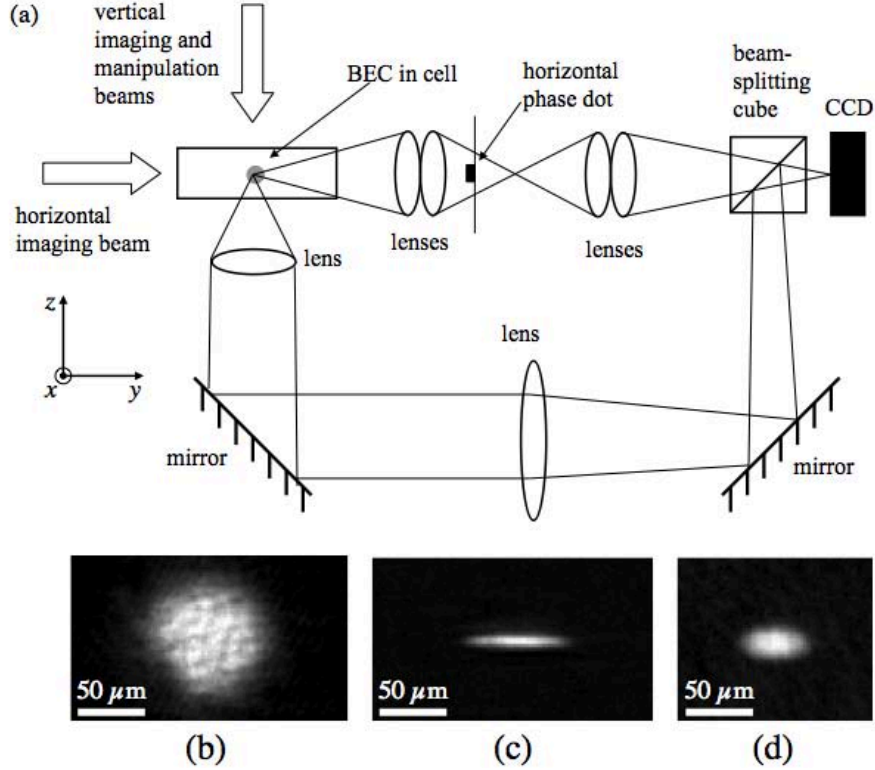 (a)
vertical
imaging and
manipulation
beams
BEC in cell
horizontal
phase dot
beam-
splitting
cube
CCD
horizontal
imaging beam
lens
lenses
lenses
z
x
y
lens
mirror
mirror
50 µm
50 µm
50 µm
(b)
(c)
(d)